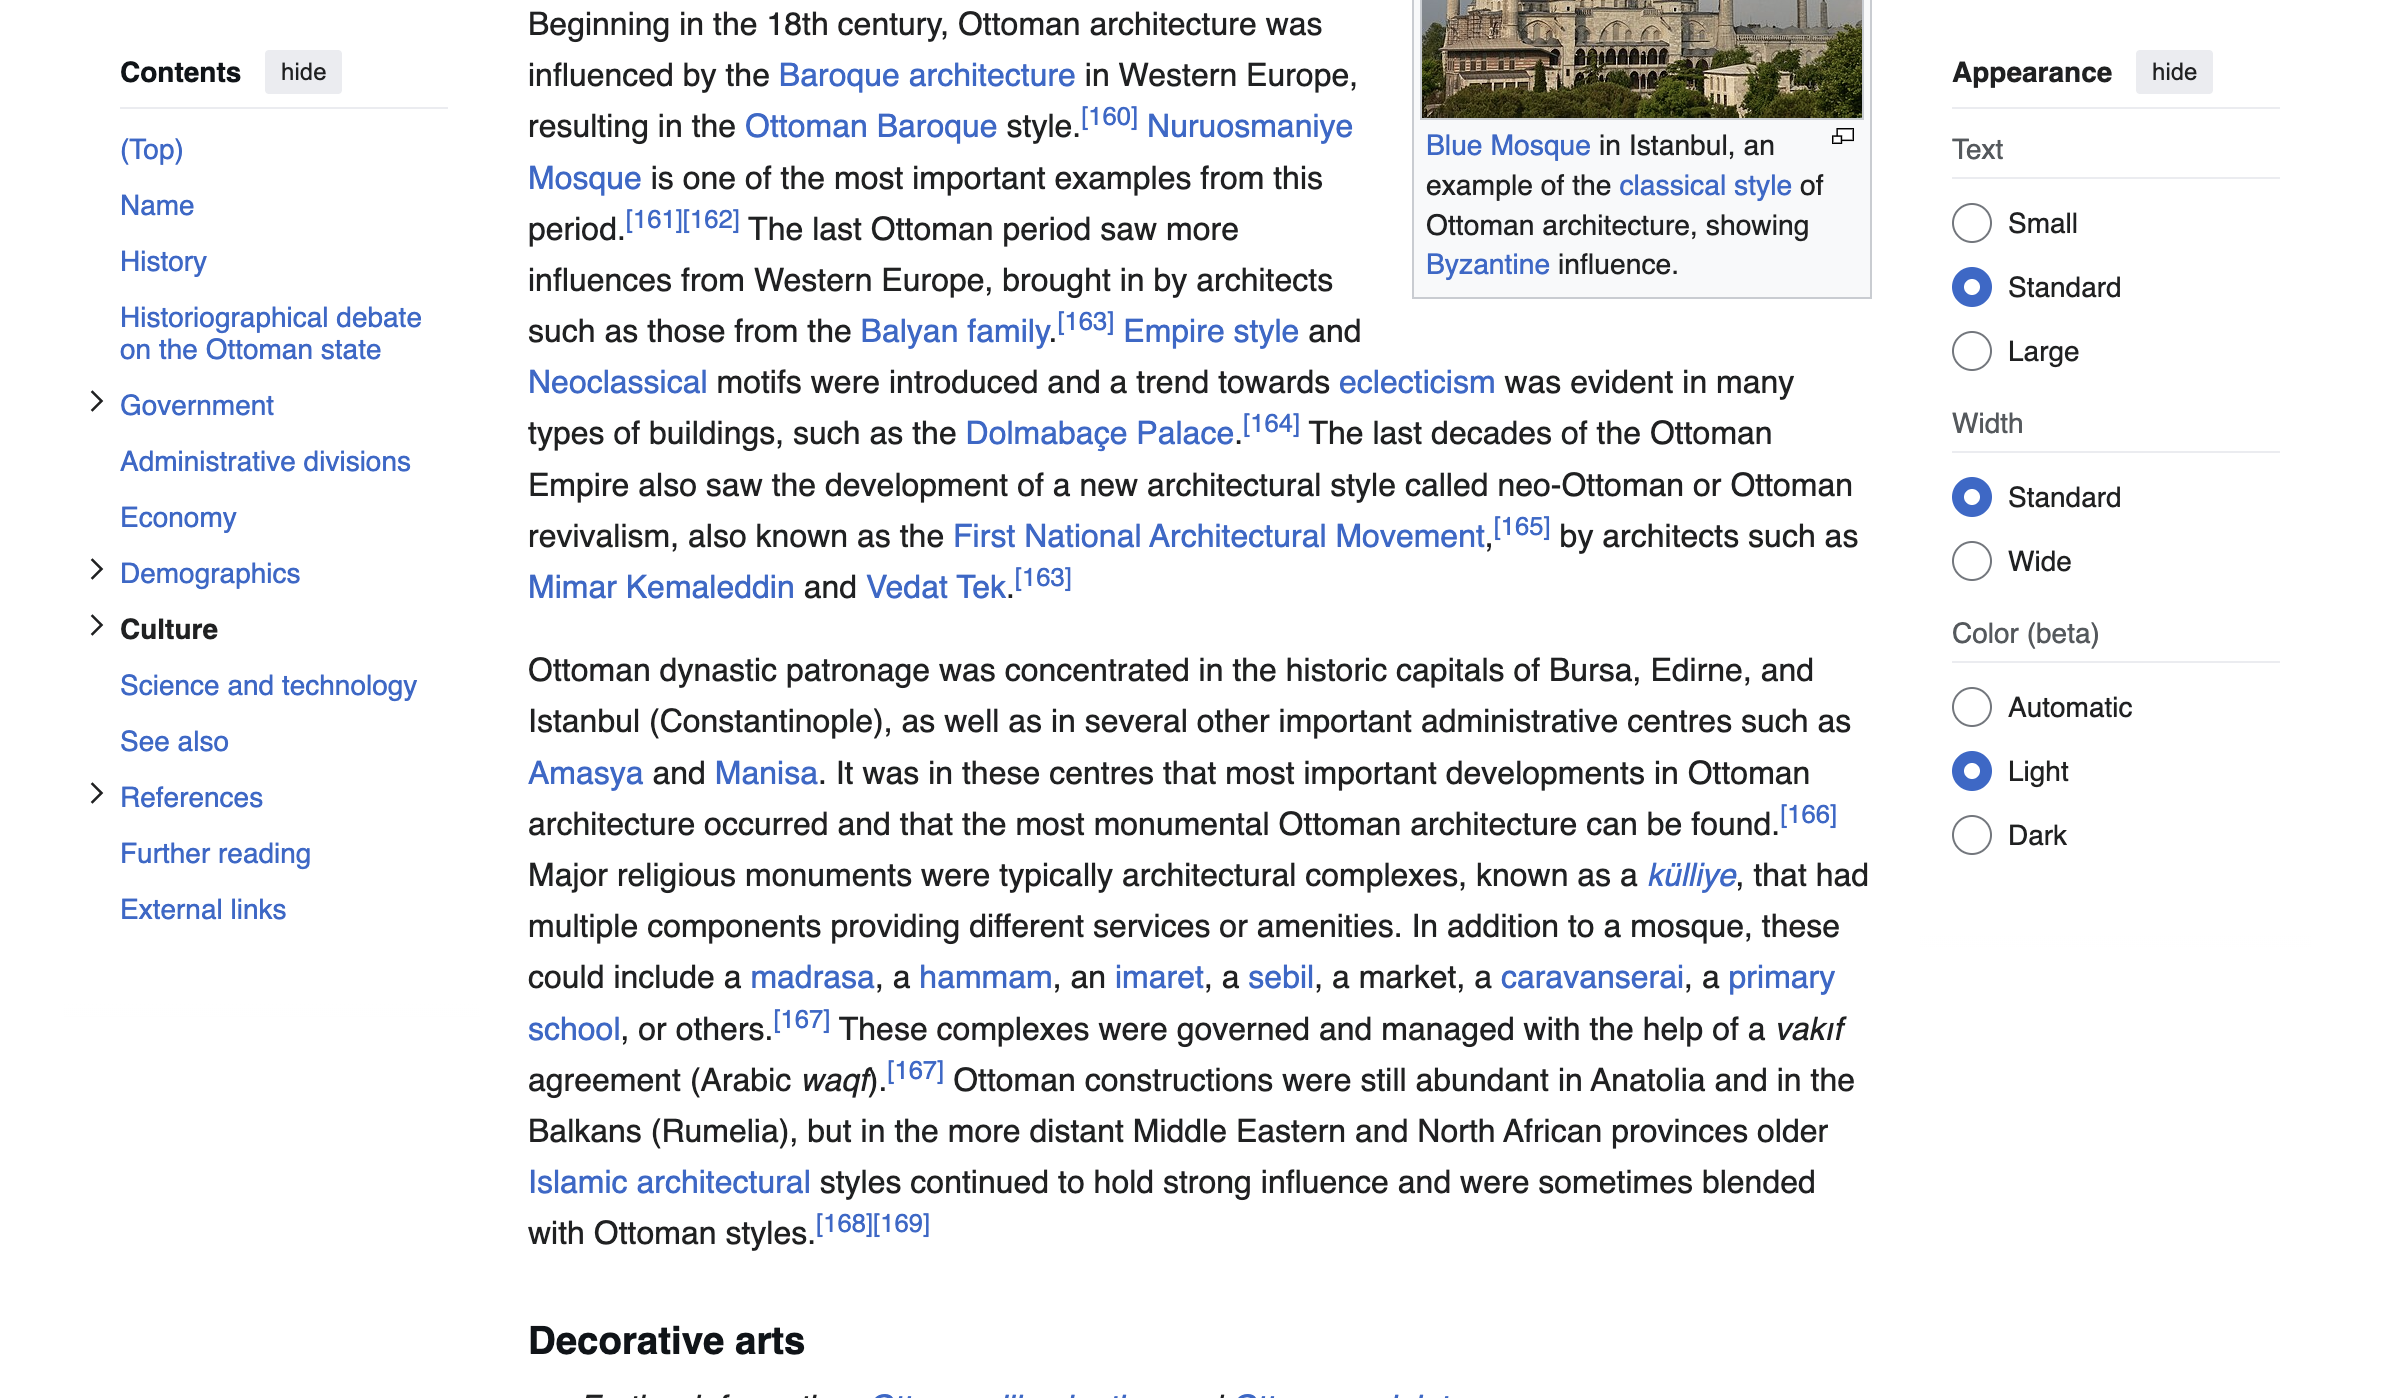 Contents hide
(Top)
Name
History
Historiographical debate
on the Ottoman state
Government
Administrative divisions
Economy
Demographics
Culture
Science and technology
See also
References
Further reading
External links
Beginning in the 18th century, Ottoman architecture was
influenced by the Baroque architecture in Western Europe,
resulting in the Ottoman Baroque style.[160] Nuruosmaniye
Mosque is one of the most important examples from this
period.[161][162] The last Ottoman period saw more
influences from Western Europe, brought in by architects
such as those from the Balyan family.[163] Empire style and
Neoclassical motifs were introduced and a trend towards eclecticism was evident in many
types of buildings, such as the Dolmabaçe Palace.[164] The last decades of the Ottoman
Empire also saw the development of a new architectural style called neo-Ottoman or Ottoman
revivalism, also known as the First National Architectural Movement,[165] by architects such as
Mimar Kemaleddin and Vedat Tek.[163]
Blue Mosque in Istanbul, an
example of the classical style of
Ottoman architecture, showing
Byzantine influence.
Ottoman dynastic patronage was concentrated in the historic capitals of Bursa, Edirne, and
Istanbul (Constantinople), as well as in several other important administrative centres such as
Amasya and Manisa. It was in these centres that most important developments in Ottoman
architecture occurred and that the most monumental Ottoman architecture can be found.[166]
Major religious monuments were typically architectural complexes, known as a külliye, that had
multiple components providing different services or amenities. In addition to a mosque, these
could include a madrasa, a hammam, an imaret, a sebil, a market, a caravanserai, a primary
school, or others.[167] These complexes were governed and managed with the help of a vakıf
agreement (Arabic waqf).[167] Ottoman constructions were still abundant in Anatolia and in the
Balkans (Rumelia), but in the more distant Middle Eastern and North African provinces older
Islamic architectural styles continued to hold strong influence and were sometimes blended
with Ottoman styles.[168][169]
Decorative arts
Appearance hide
Text
Small
Standard
Large
Width
Standard
Wide
Color (beta)
Automatic
Light
Dark